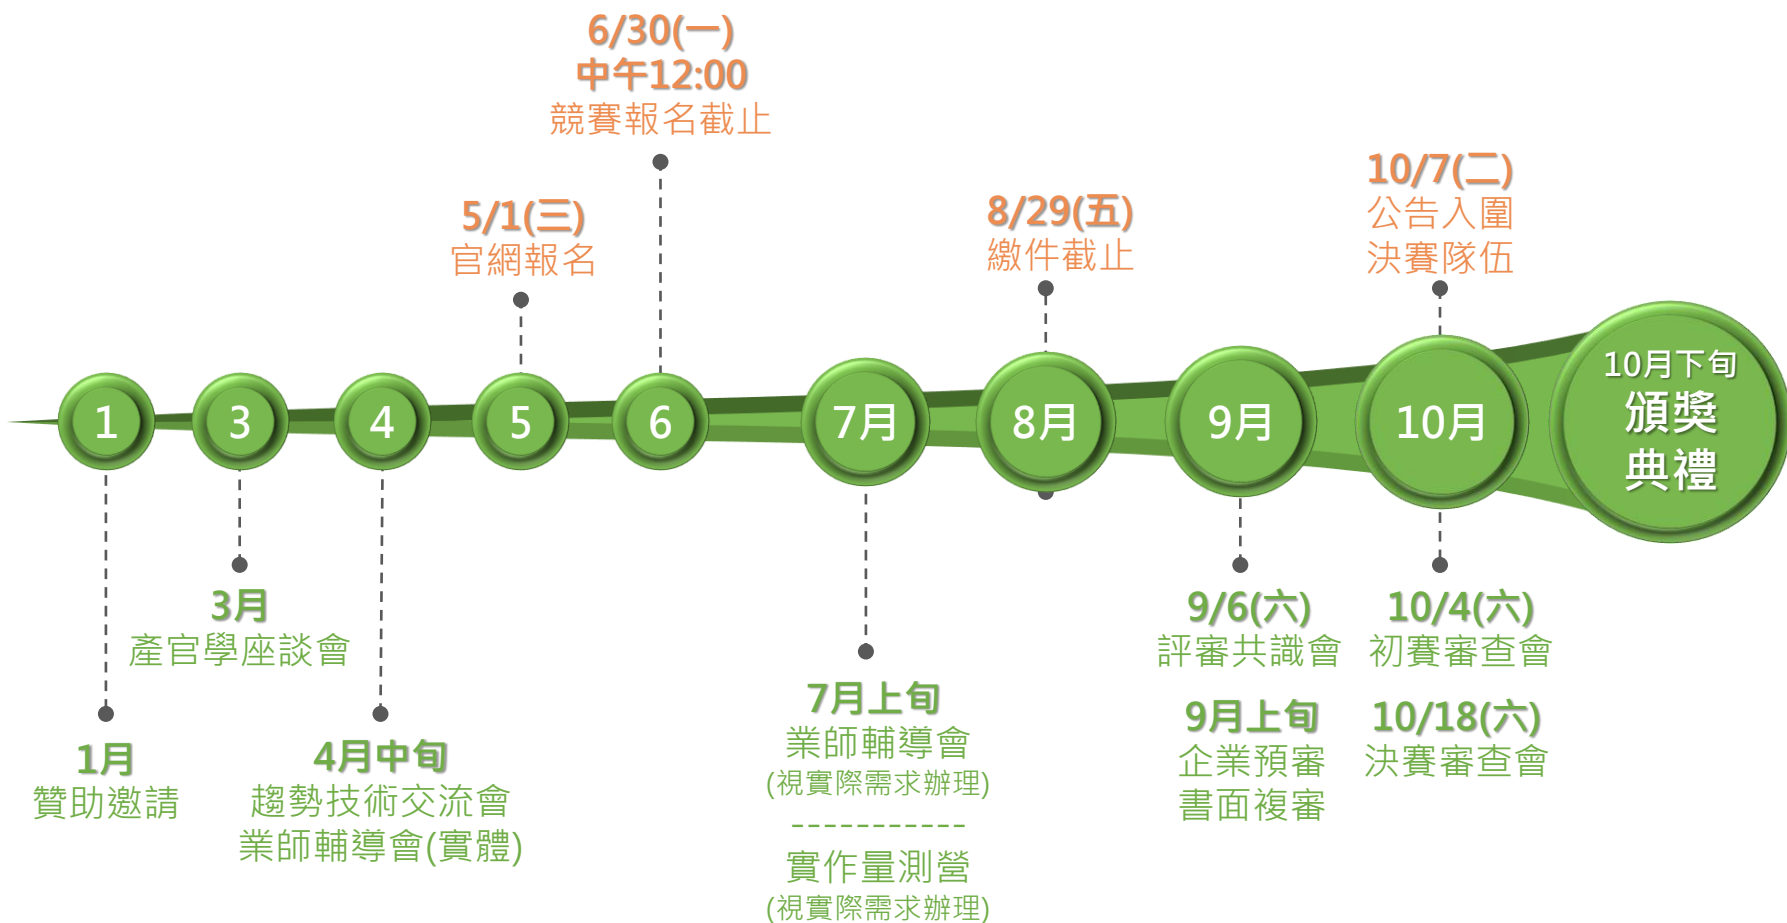 6/30(一)
中午12:00
競賽報名截止
5/1(三)
官網報名
8/29(五)
繳件截止
10/7(二)
公告入圍
決賽隊伍
1
3
4
5
6
7月
8月
9月
10月
10月下旬
頒獎
典禮
1月
贊助邀請
3月
產官學座談會
4月中旬
趨勢技術交流會
業師輔導會(實體)
7月上旬
業師輔導會
(視實際需求辦理)
-----------
實作量測營
(視實際需求辦理)
9/6(六)
評審共識會
9月上旬
企業預審
書面複審
10/4(六)
初賽審查會
10/18(六)
決賽審查會